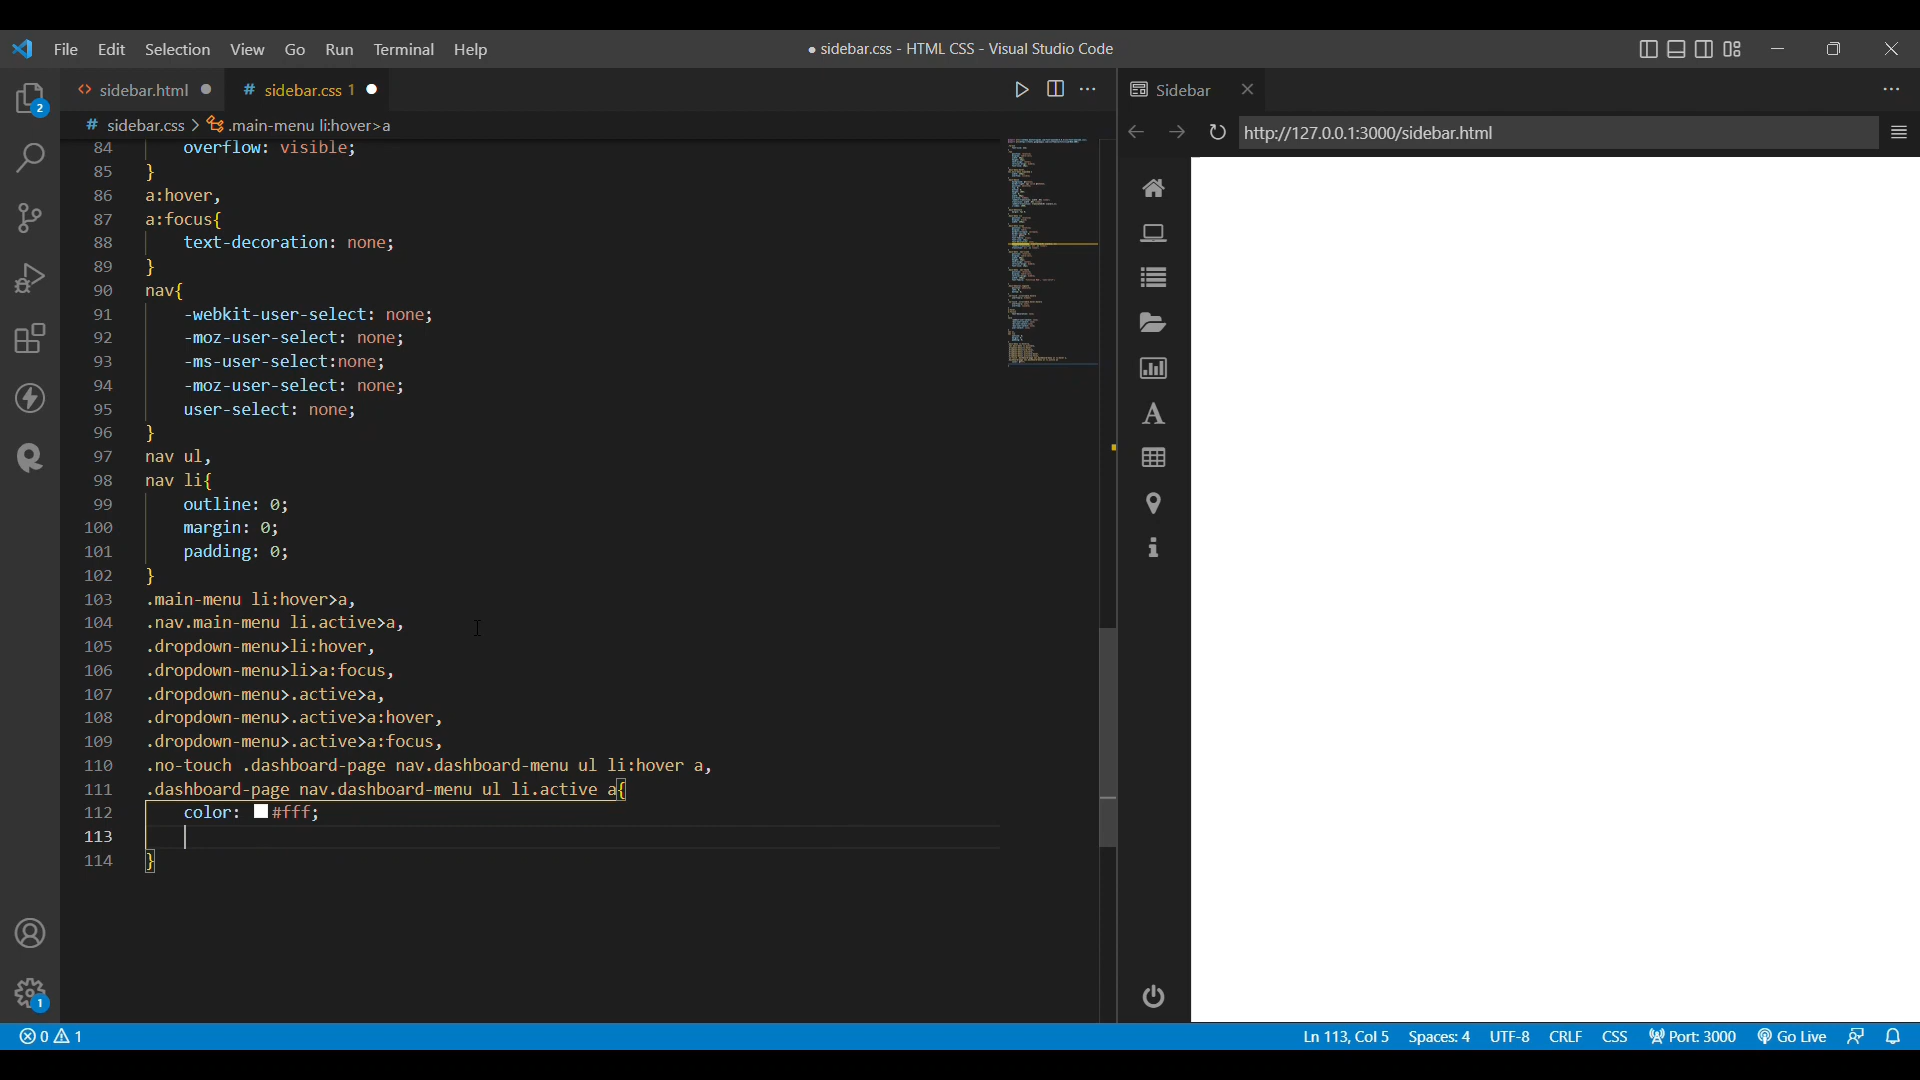 File Edit Selection View Go Run Terminal Help
● sidebar.css - HTML CSS - Visual Studio Code
sidebar.html
# sidebar.css 1
Sidebar
# sidebar.css > .main-menu li:hover>a
http://127.0.0.1:3000/sidebar.html
84 overflow: visible;
85 }
86 a:hover,
87 a:focus{
88 text-decoration: none;
89 }
90 nav{
91 -webkit-user-select: none;
92 -moz-user-select: none;
93 -ms-user-select:none;
94 -moz-user-select: none;
95 user-select: none;
96 }
97 nav ul,
98 nav li{
99 outline: 0;
100 margin: 0;
101 padding: 0;
102 }
103 .main-menu li:hover>a,
104 .nav.main-menu li.active>a,
105 .dropdown-menu>li:hover,
106 .dropdown-menu>li>a:focus,
107 .dropdown-menu>.active>a,
108 .dropdown-menu>.active>a:hover,
109 .dropdown-menu>.active>a:focus,
110 .no-touch .dashboard-page nav.dashboard-menu ul li:hover a,
111 .dashboard-page nav.dashboard-menu ul li.active a{
112 color: #fff;
113
114 }
2
1
0 1
Ln 113, Col 5 Spaces: 4 UTF-8 CRLF CSS Port: 3000 Go Live